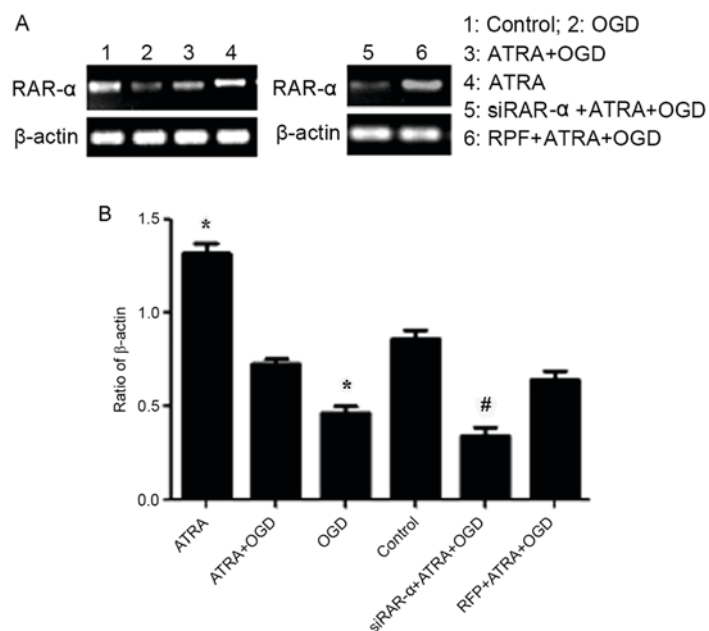 A
1: Control; 2: OGD
3: ATRA+OGD
4: ATRA
5: siRAR-α +ATRA+OGD
6: RPF+ATRA+OGD
1 2 3 4
5 6
RAR-α
RAR-α
β-actin
β-actin
B
Ratio of β-actin
1.5
1.0
0.5
0.0
*
*
#
ATRA
ATRA+OGD
OGD
Control
siRAR-α+ATRA+OGD
RFP+ATRA+OGD